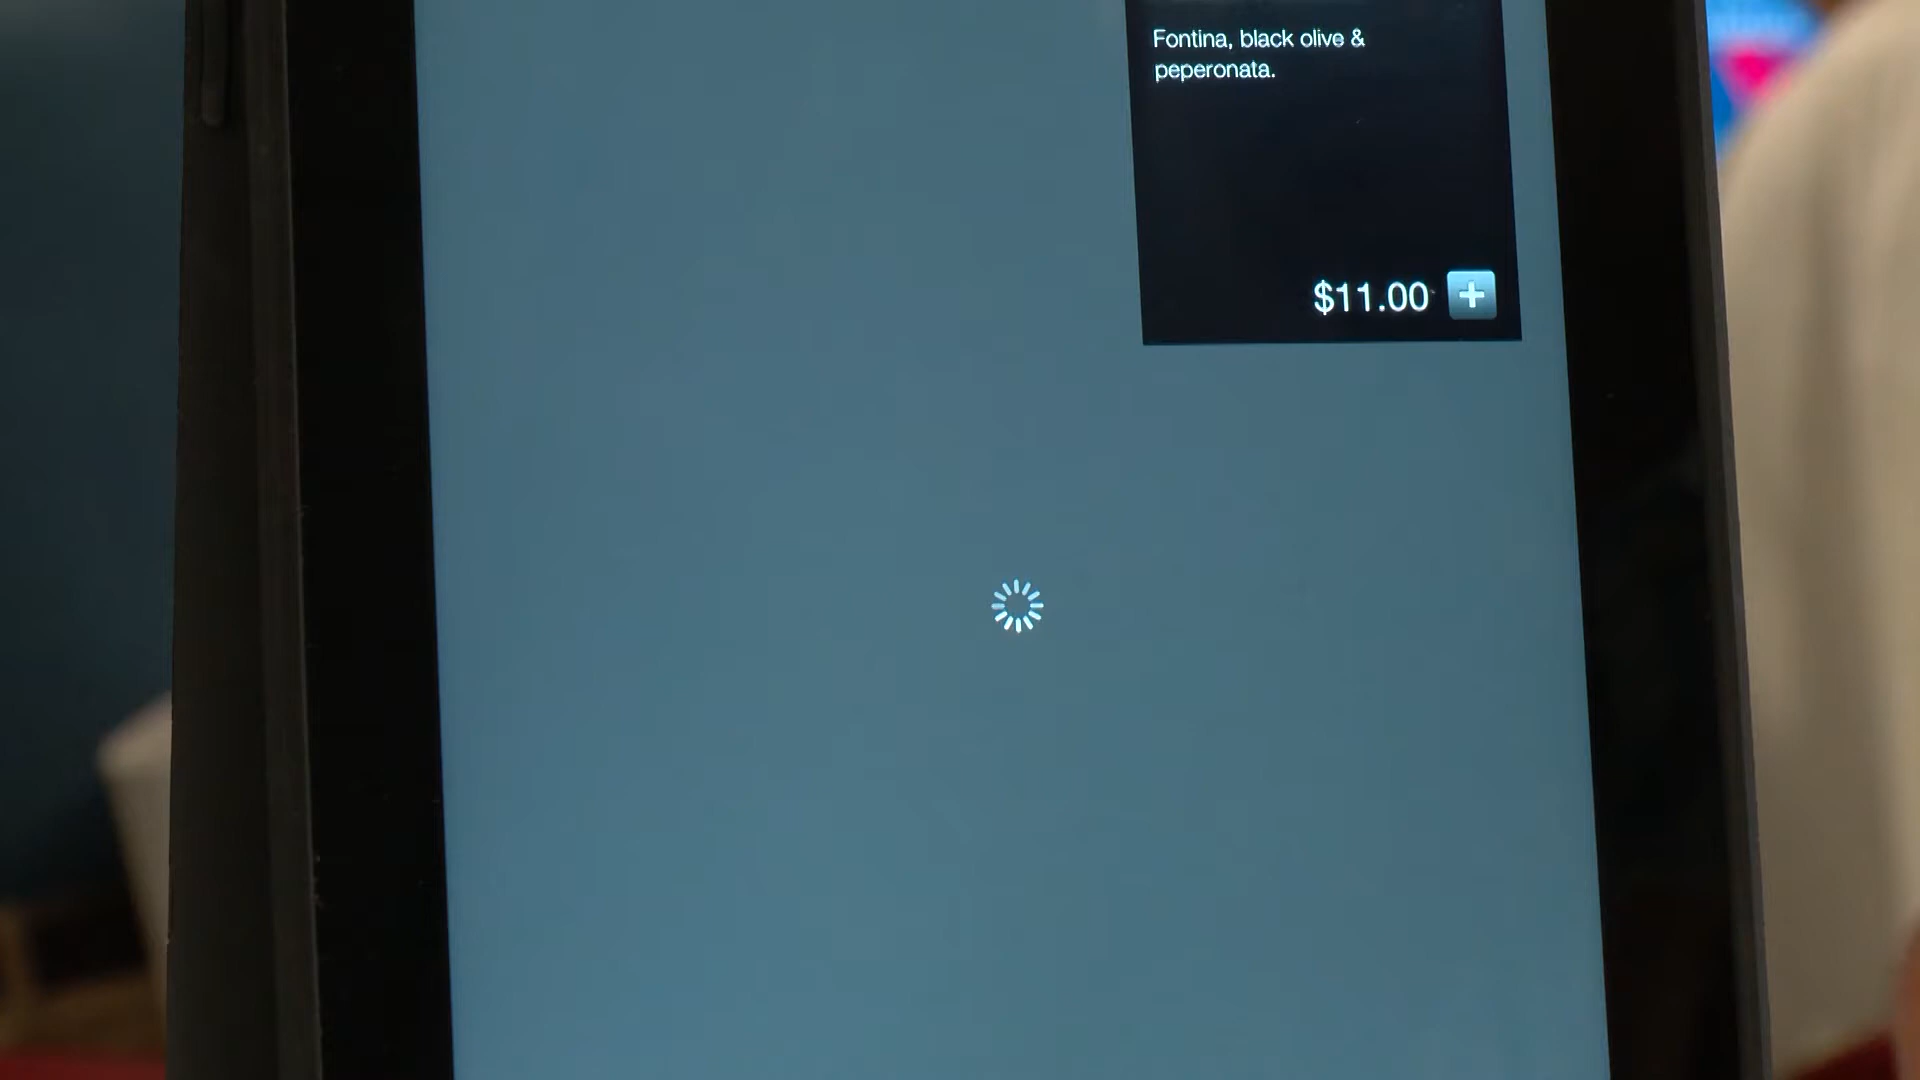 Fontina, black olive &
peperonata.
$11.00 +